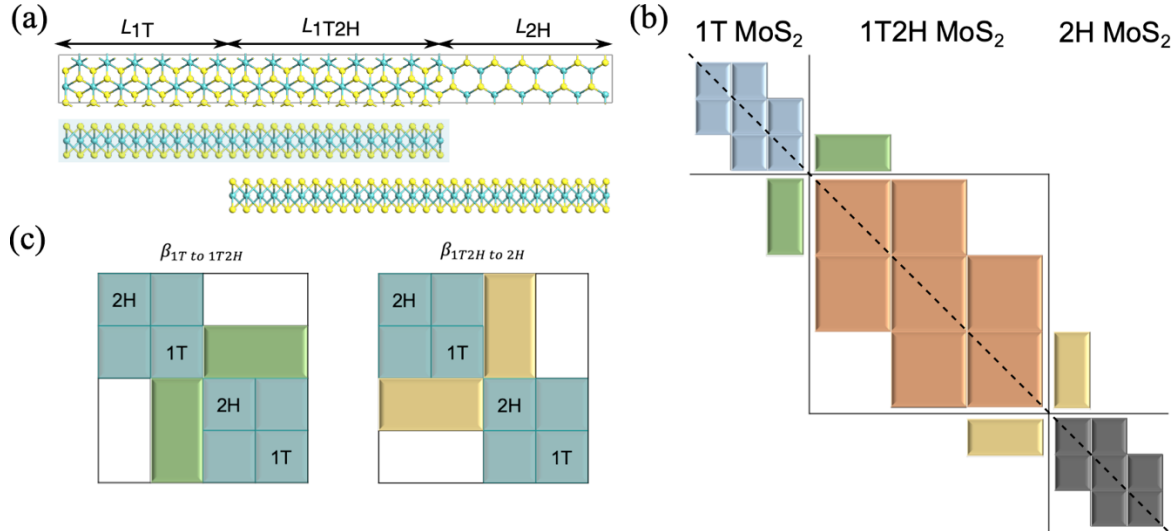 (a)
L1T
L1T2H
L2H
(b)
1T MoS2
1T2H MoS2
2H MoS2
(c)
β1T to 1T2H
2H
1T
2H
1T
β1T2H to 2H
2H
1T
2H
1T